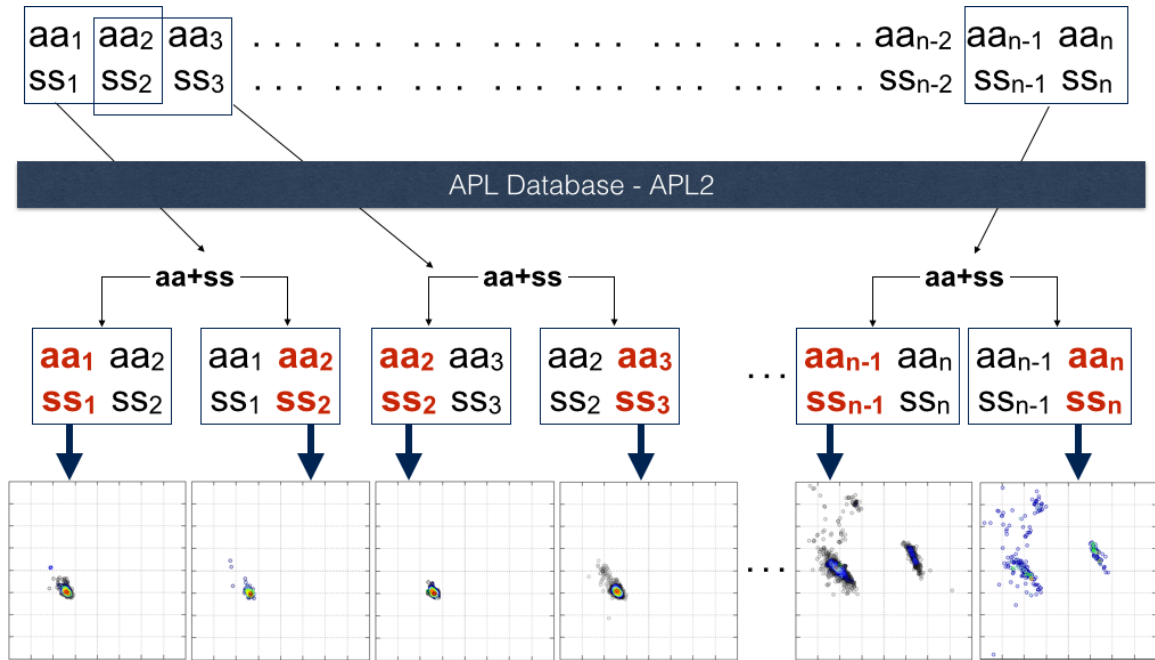 aa1 aa2 aa3 . . . . . . . . . . . . . . . . . . . . . . . . aan-2 aan-1 aan
ss1 ss2 ss3 . . . . . . . . . . . . . . . . . . . . . . . . ssn-2 ssn-1 ssn
APL Database - APL2
aa+ss aa+ss aa+ss
aa1 aa2 aa1 aa2 aa2 aa3 aa2 aa3 . . . aan-1 aan aan-1 aan
ss1 ss2 ss1 ss2 ss2 ss3 ss2 ss3 ssn-1 ssn ssn-1 ssn
. . .